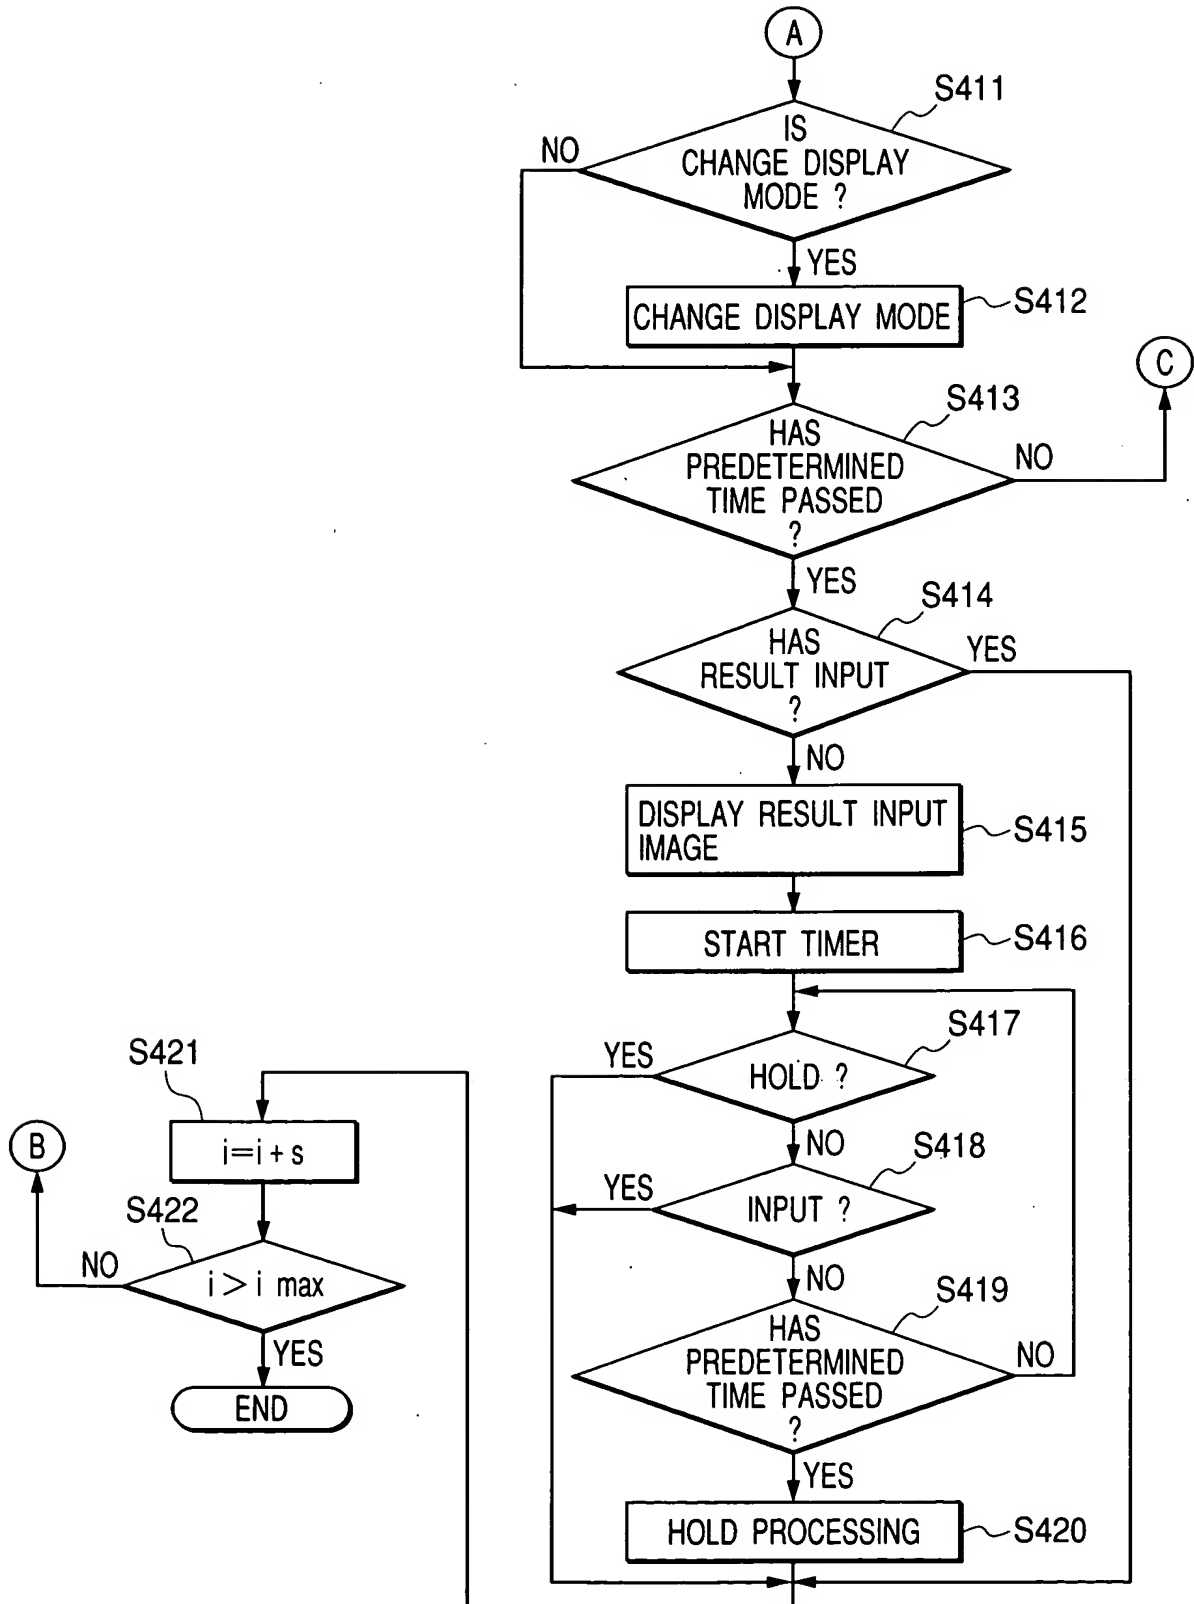 A
S411
IS
CHANGE DISPLAY
MODE ?
NO
YES
CHANGE DISPLAY MODE
S412
C
S413
HAS
PREDETERMINED
TIME PASSED
?
NO
YES
S414
HAS
RESULT INPUT
?
YES
NO
DISPLAY RESULT INPUT
IMAGE
S415
START TIMER
S416
S417
HOLD ?
YES
NO
S418
INPUT ?
YES
NO
S419
HAS
PREDETERMINED
TIME PASSED
?
NO
YES
HOLD PROCESSING
S420
S421
i=i+s
B
S422
i > i max
NO
YES
END